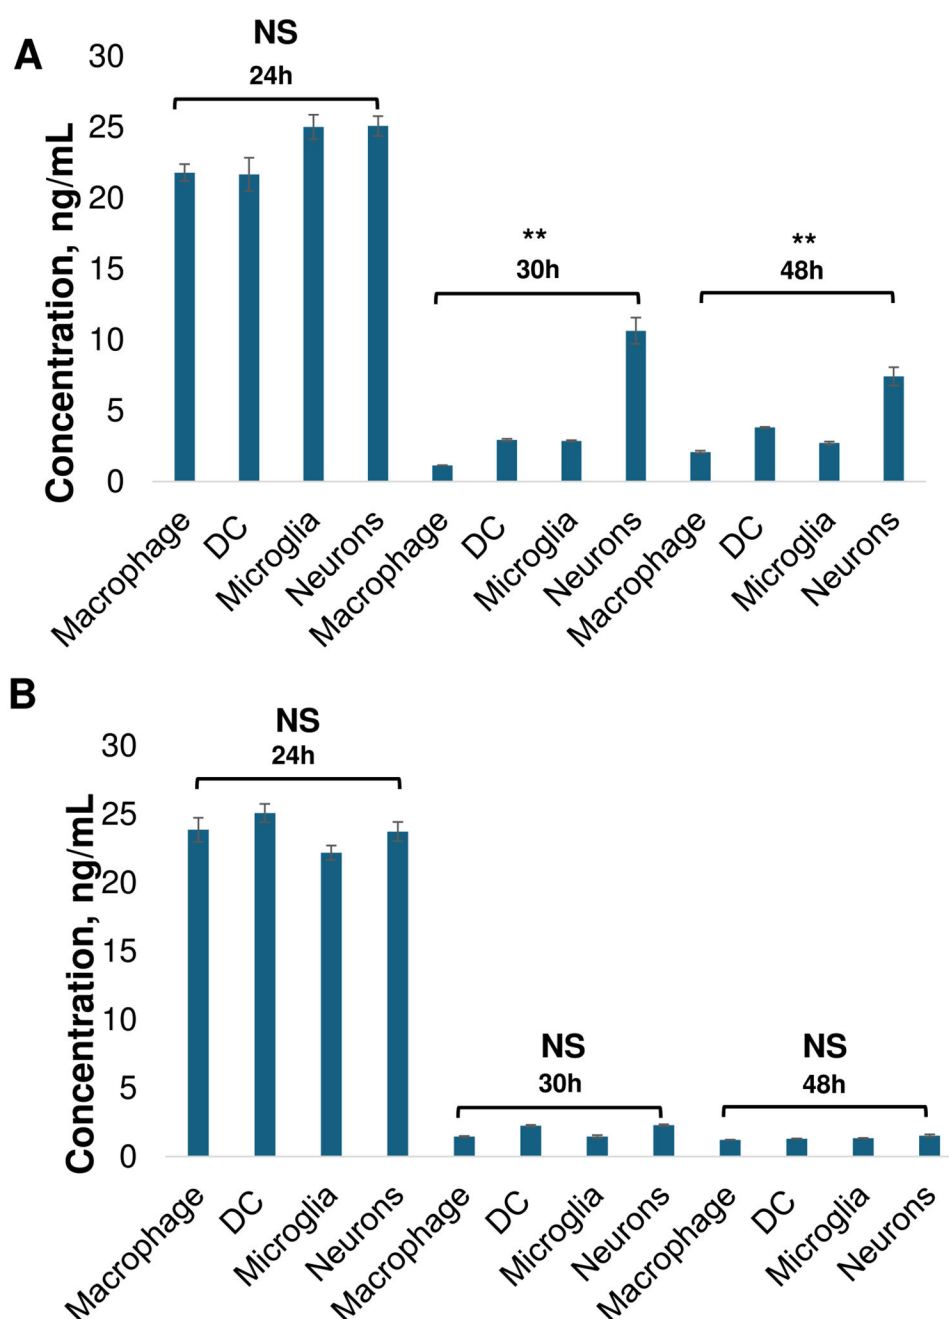 A
NS
24h
30
25
20
15
10
5
0
Concentration, ng/mL
**
30h
**
48h
Macrophage
DC
Microglia
Neurons
Macrophage
DC
Microglia
Neurons
Macrophage
DC
Microglia
Neurons
B
NS
24h
30
25
20
15
10
5
0
Concentration, ng/mL
NS
30h
NS
48h
Macrophage
DC
Microglia
Neurons
Macrophage
DC
Microglia
Neurons
Macrophage
DC
Microglia
Neurons